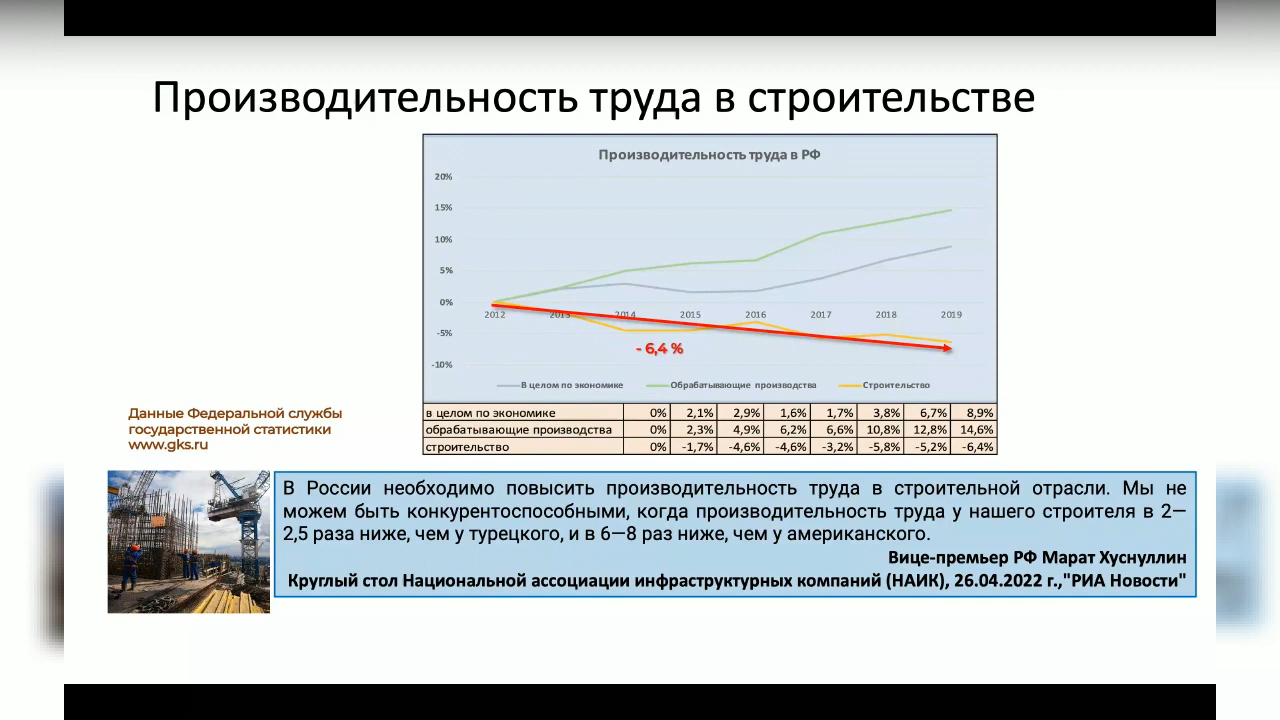 Производительность труда в строительстве
Производительность труда в РФ
20%
15%
10%
5%
0%
-5%
-10%
2012 2013 2014 2015 2016 2017 2018 2019
- 6,4 %
В целом по экономике Обрабатывающие производства Строительство
в целом по экономике 0% 2,1% 2,9% 1,6% 1,7% 3,8% 6,7% 8,9%
обрабатывающие производства 0% 2,3% 4,9% 6,2% 6,6% 10,8% 12,8% 14,6%
строительство 0% -1,7% -4,6% -4,6% -3,2% -5,8% -5,2% -6,4%
Данные Федеральной службы
государственной статистики
www.gks.ru
В России необходимо повысить производительность труда в строительной отрасли. Мы не
можем быть конкурентоспособными, когда производительность труда у нашего строителя в 2—
2,5 раза ниже, чем у турецкого, и в 6—8 раз ниже, чем у американского.
Вице-премьер РФ Марат Хуснуллин
Круглый стол Национальной ассоциации инфраструктурных компаний (НАИК), 26.04.2022 г.,"РИА Новости"